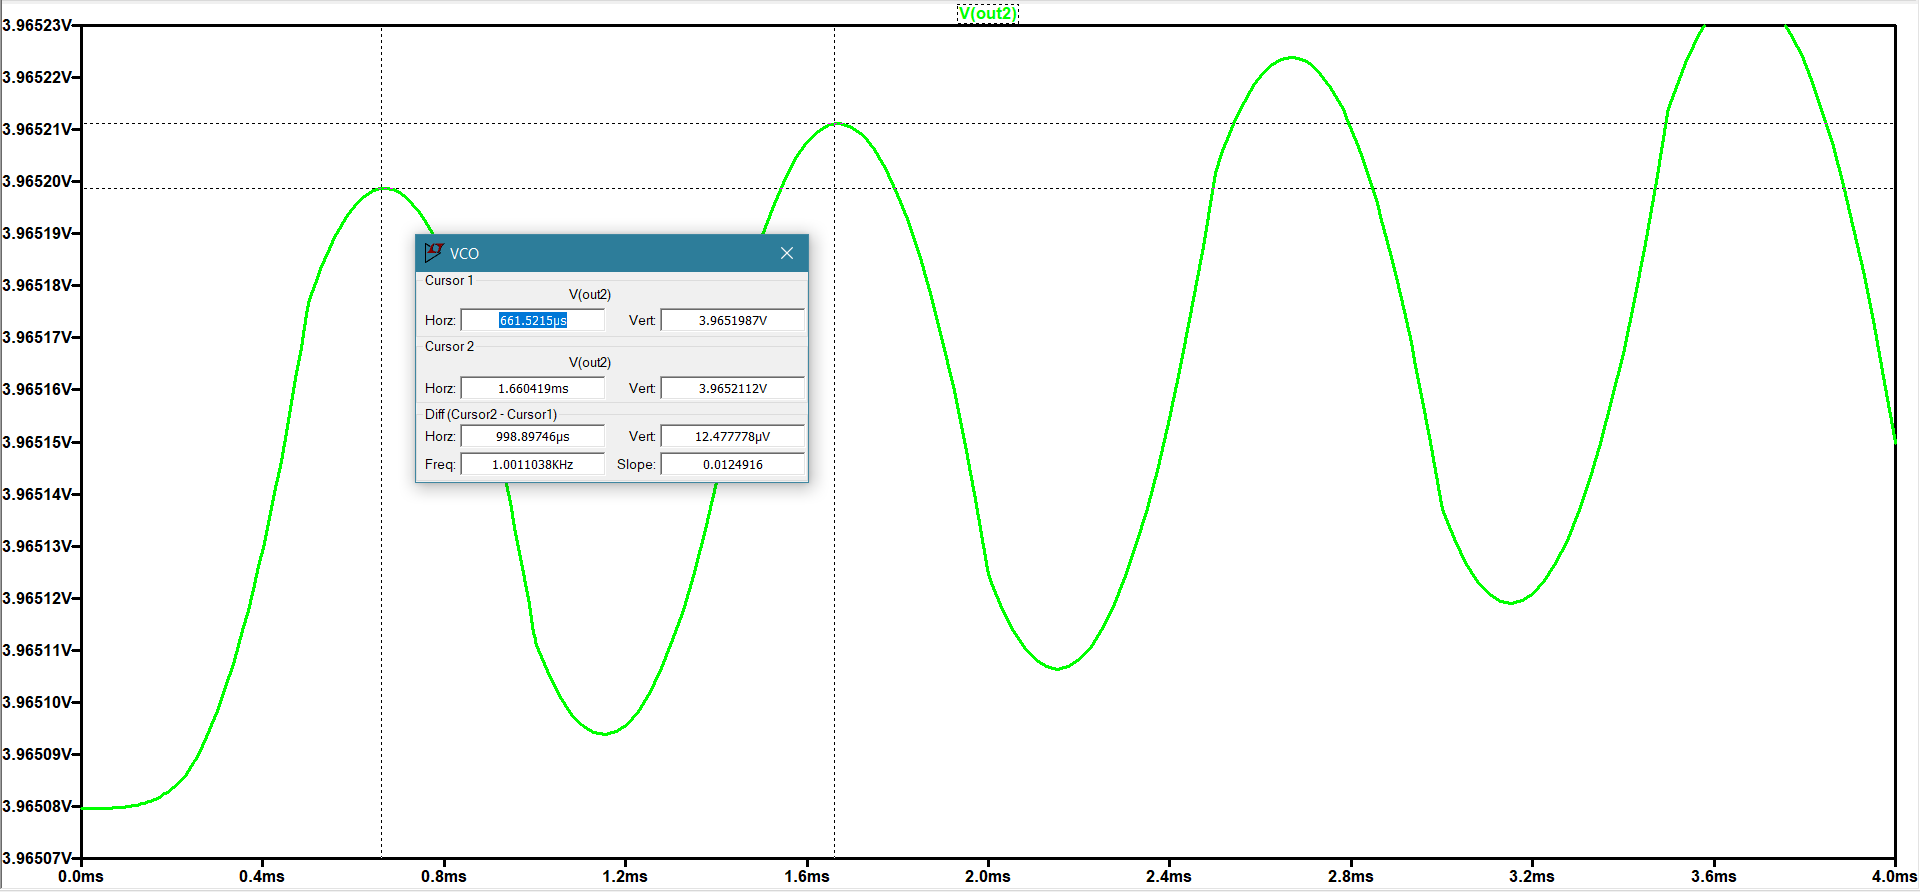 V(out2)
3.96523V
3.96522V
3.96521V
3.96520V
3.96519V
3.96518V
3.96517V
3.96516V
3.96515V
3.96514V
3.96513V
3.96512V
3.96511V
3.96510V
3.96509V
3.96508V
3.96507V
VCO
Cursor 1
V(out2)
Horz: 661.5215µs Vert: 3.9651987V
Cursor 2
V(out2)
Horz: 1.660419ms Vert: 3.9652112V
Diff (Cursor2 - Cursor1)
Horz: 998.89746µs Vert: 12.477778µV
Freq: 1.0011038KHz Slope: 0.0124916
0.0ms 0.4ms 0.8ms 1.2ms 1.6ms 2.0ms 2.4ms 2.8ms 3.2ms 3.6ms 4.0ms